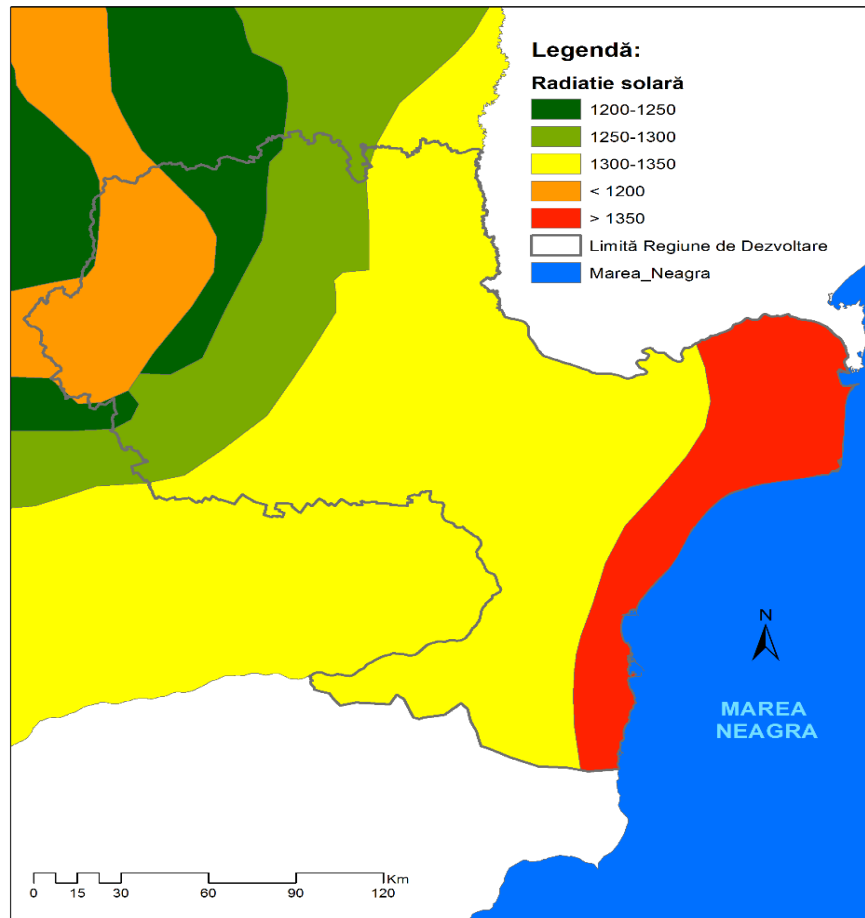 Legendă:
Radiatie solară
1200-1250
1250-1300
1300-1350
< 1200
> 1350
Limită Regiune de Dezvoltare
Marea_Neagra
N
MAREA
NEAGRA
Km
0 15 30 60 90 120